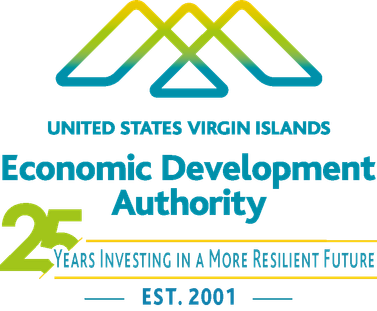 UNITED STATES VIRGIN ISLANDS
Economic Development
Authority
25
YEARS INVESTING IN A MORE RESILIENT FUTURE
EST. 2001